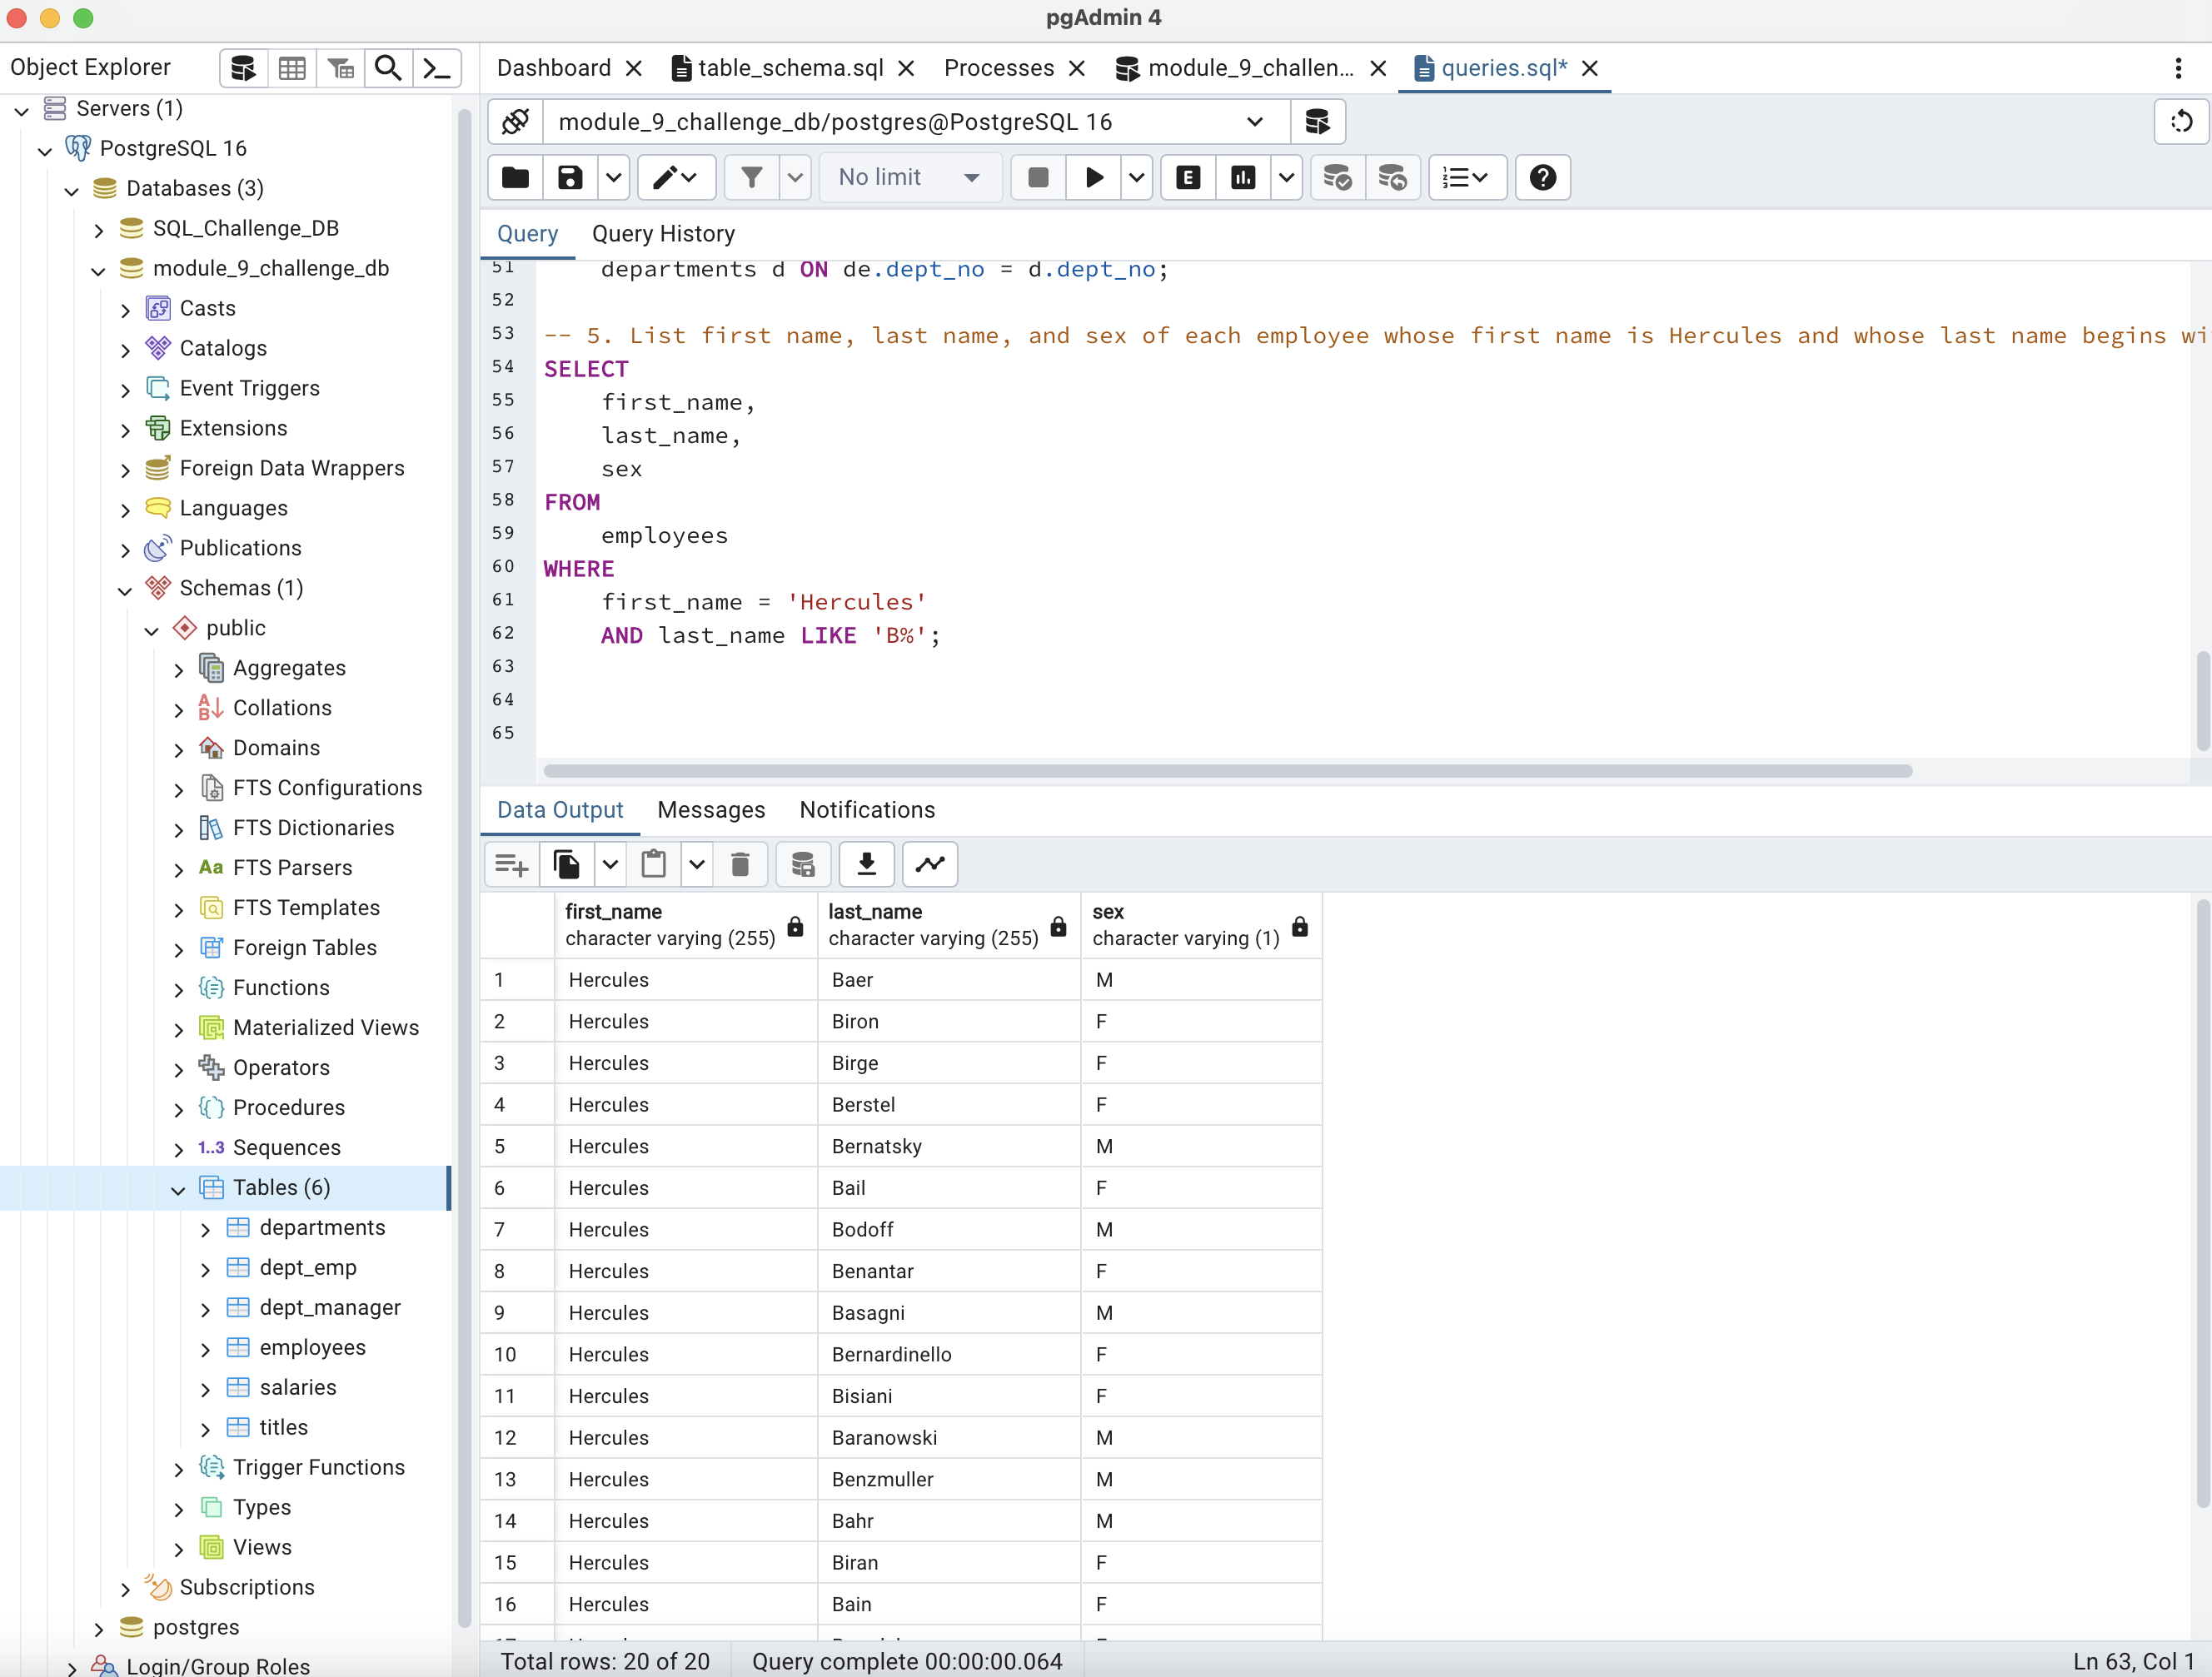 pgAdmin 4
Object Explorer
Dashboard
table_schema.sql
Processes
module_9_challen...
queries.sql*
Servers (1)
PostgreSQL 16
Databases (3)
SQL_Challenge_DB
module_9_challenge_db
Casts
Catalogs
Event Triggers
Extensions
Foreign Data Wrappers
Languages
Publications
Schemas (1)
public
Aggregates
Collations
Domains
FTS Configurations
FTS Dictionaries
Aa FTS Parsers
FTS Templates
Foreign Tables
Functions
Materialized Views
Operators
Procedures
1..3 Sequences
Tables (6)
departments
dept_emp
dept_manager
employees
salaries
titles
Trigger Functions
Types
Views
Subscriptions
postgres
Login/Group Roles
module_9_challenge_db/postgres@PostgreSQL 16
No limit
E
Query Query History
51 departments d ON de.dept_no = d.dept_no;
52
53 -- 5. List first name, last name, and sex of each employee whose first name is Hercules and whose last name begins wi
54 SELECT
55 first_name,
56 last_name,
57 sex
58 FROM
59 employees
60 WHERE
61 first_name = 'Hercules'
62 AND last_name LIKE 'B%';
63
64
65
Data Output Messages Notifications
first_name last_name sex
character varying (255) character varying (255) character varying (1)
1 Hercules Baer M
2 Hercules Biron F
3 Hercules Birge F
4 Hercules Berstel F
5 Hercules Bernatsky M
6 Hercules Bail F
7 Hercules Bodoff M
8 Hercules Benantar F
9 Hercules Basagni M
10 Hercules Bernardinello F
11 Hercules Bisiani F
12 Hercules Baranowski M
13 Hercules Benzmuller M
14 Hercules Bahr M
15 Hercules Biran F
16 Hercules Bain F
Total rows: 20 of 20 Query complete 00:00:00.064 Ln 63, Col 1